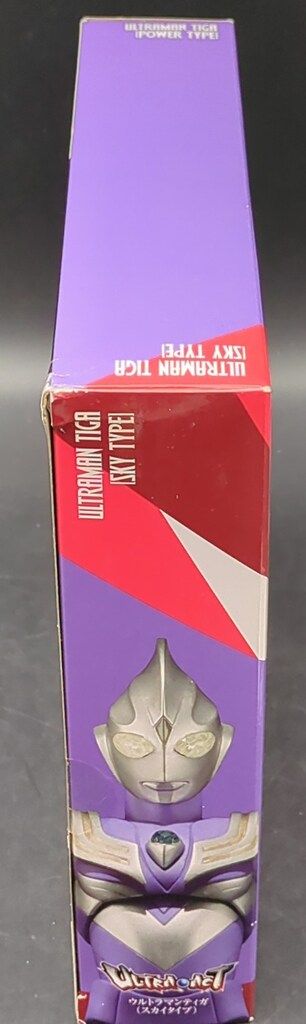 ULTRAMAN TIGA
[POWER TYPE]
ULTRAMAN TIGA
[SKY TYPE]
ULTRAMAN TIGA
[SKY TYPE]
ULTRA-ACT
ウルトラマンティガ
(スカイタイプ)